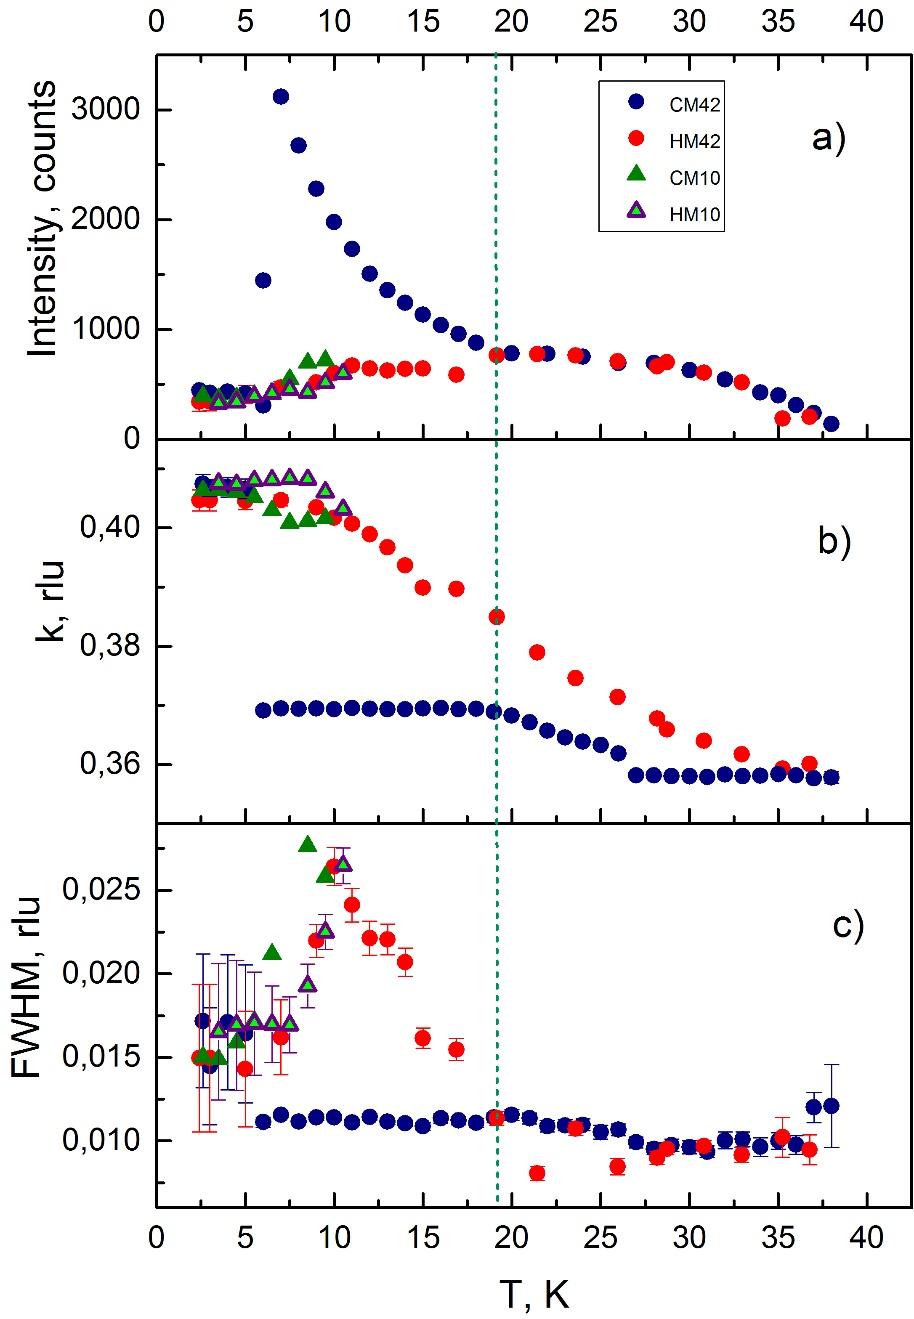 0 5 10 15 20 25 30 35 40
3000
2000
1000
0
Intensity, counts
CM42
HM42
CM10
HM10
a)
0,40
0,38
0,36
k, rlu
b)
0,025
0,020
0,015
0,010
FWHM, rlu
c)
0 5 10 15 20 25 30 35 40
T, K